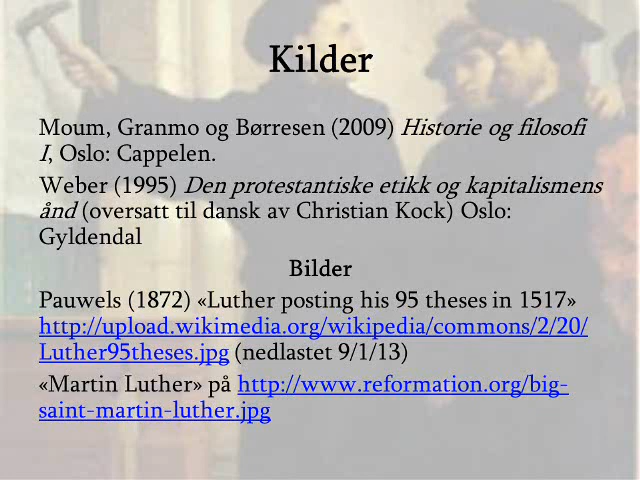 Kilder
Moum, Granmo og Børresen (2009) Historie og filosofi
I, Oslo: Cappelen.
Weber (1995) Den protestantiske etikk og kapitalismens
ånd (oversatt til dansk av Christian Kock) Oslo:
Gyldendal
Bilder
Pauwels (1872) «Luther posting his 95 theses in 1517»
http://upload.wikimedia.org/wikipedia/commons/2/20/
Luther95theses.jpg (nedlastet 9/1/13)
«Martin Luther» på http://www.reformation.org/big-
saint-martin-luther.jpg